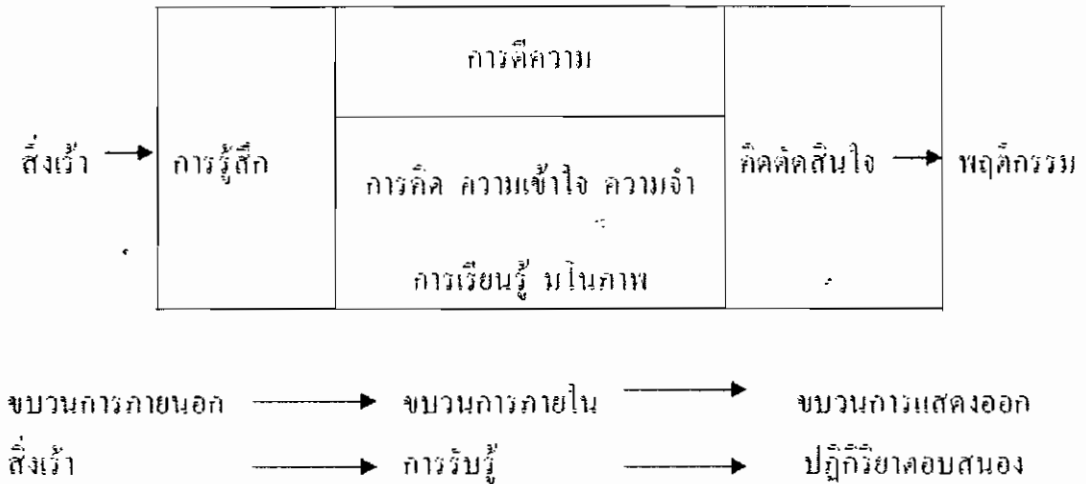 การตีความ
สิ่งเร้า การรู้สึก คิดตัดสินใจ พฤติกรรม
การคิด ความเข้าใจ ความจำ
การเรียนรู้ มโนภาพ
ขบวนการภายนอก ขบวนการภายใน ขบวนการแสดงออก
สิ่งเร้า การรับรู้ ปฏิกิริยาตอบสนอง